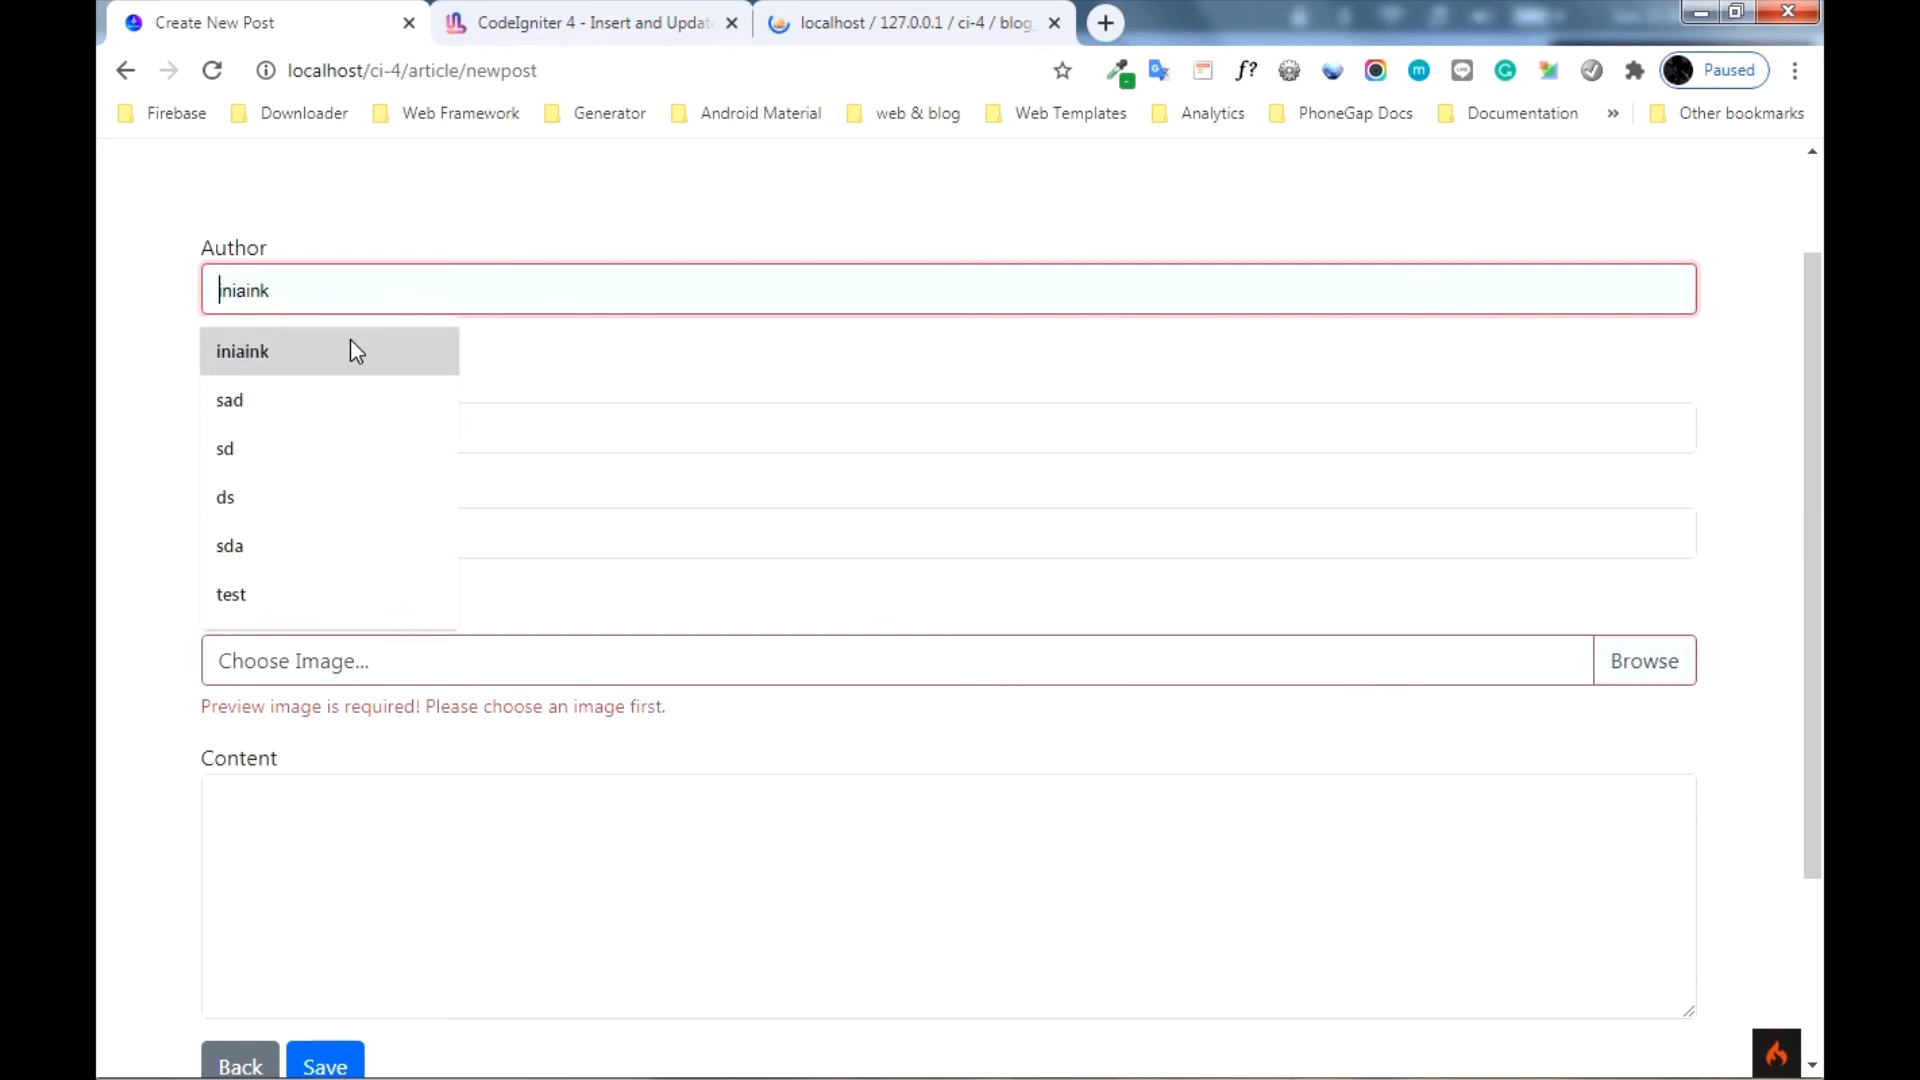 Create New Post
CodeIgniter 4 - Insert and Updat
localhost / 127.0.0.1 / ci-4 / blog_
localhost/ci-4/article/newpost
f?
m
G
Paused
Firebase
Downloader
Web Framework
Generator
Android Material
web & blog
Web Templates
Analytics
PhoneGap Docs
Documentation
»
Other bookmarks
Author
iniaink
iniaink
sad
sd
ds
sda
test
Choose Image...
Browse
Preview image is required! Please choose an image first.
Content
Back
Save